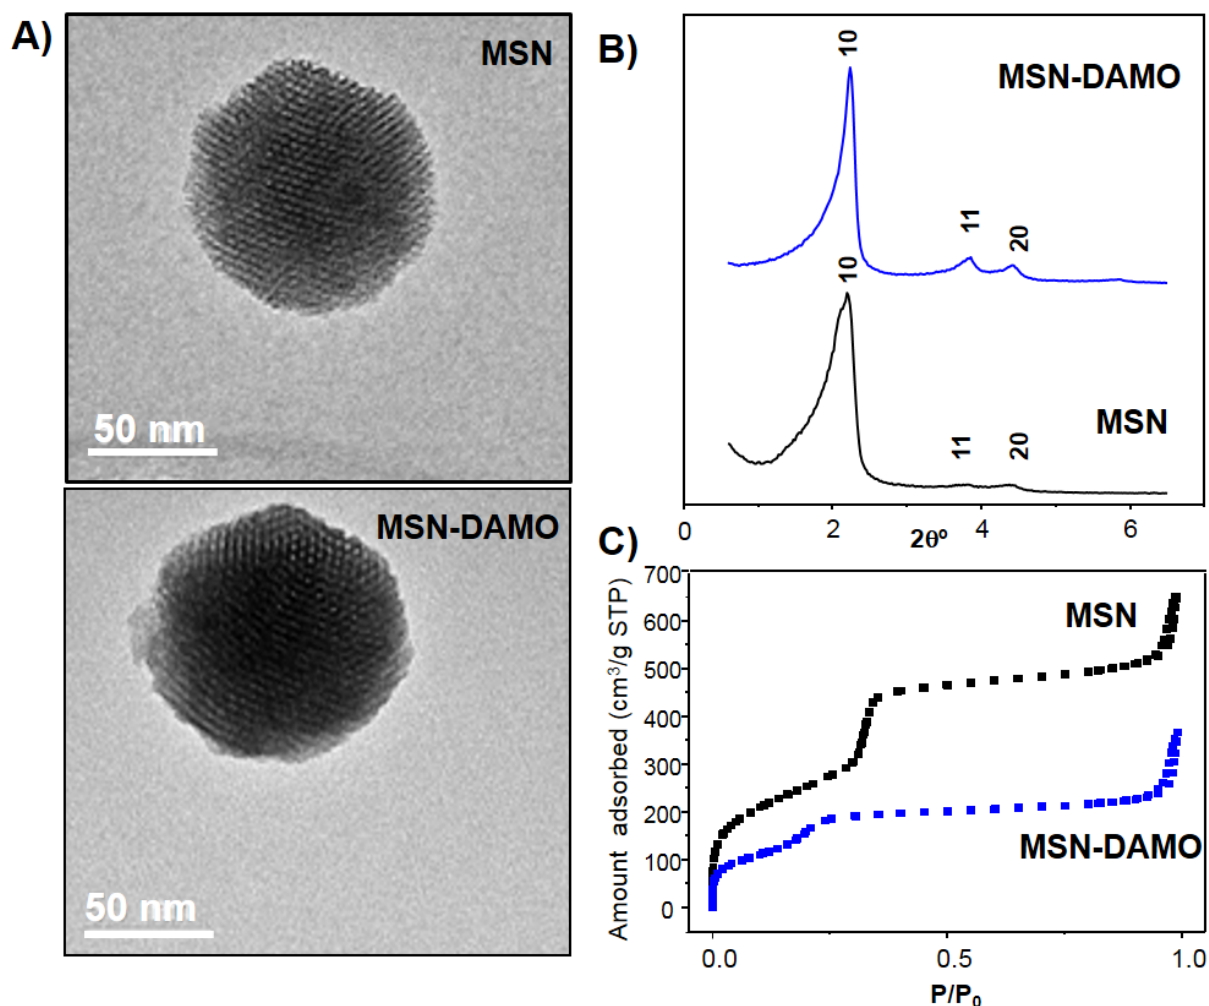 A)
MSN
50 nm
MSN-DAMO
50 nm
B)
10
MSN-DAMO
11
20
10
MSN
11
20
0
2
4
6
2θº
C)
700
600
500
400
300
200
100
0
Amount adsorbed (cm³/g STP)
MSN
MSN-DAMO
0.0
0.5
1.0
P/P₀